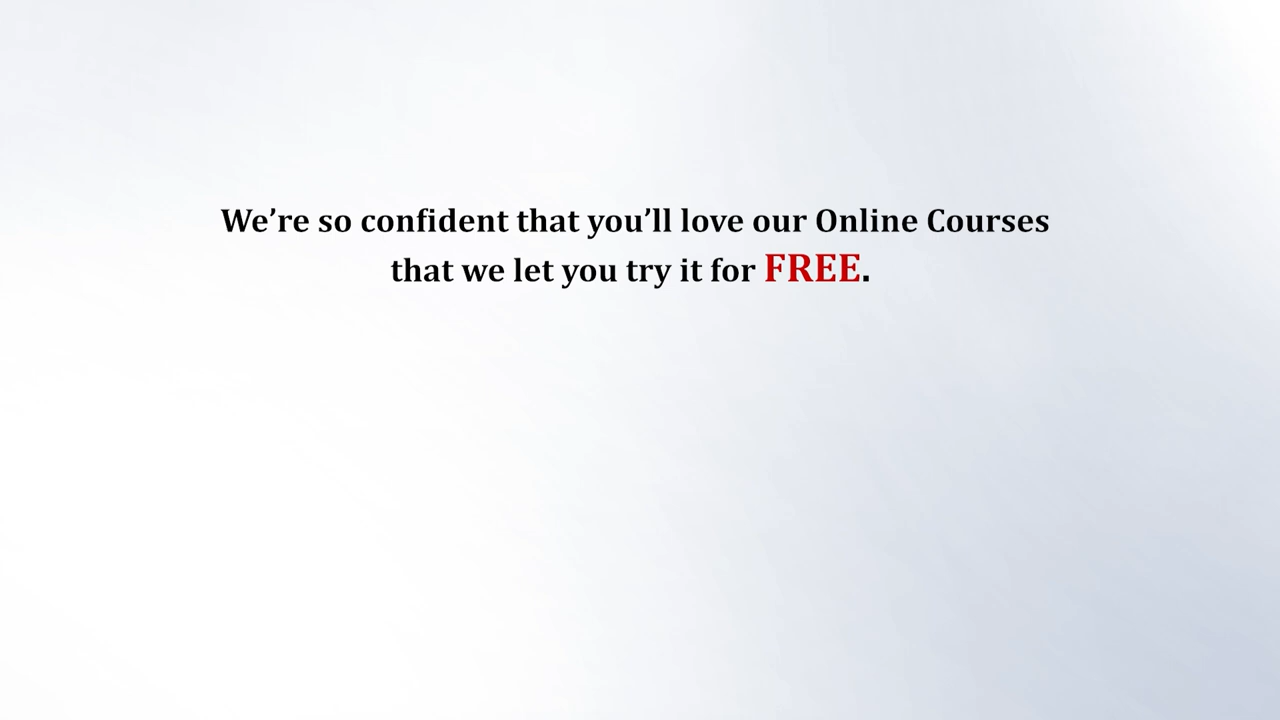 We’re so confident that you’ll love our Online Courses
that we let you try it for FREE.